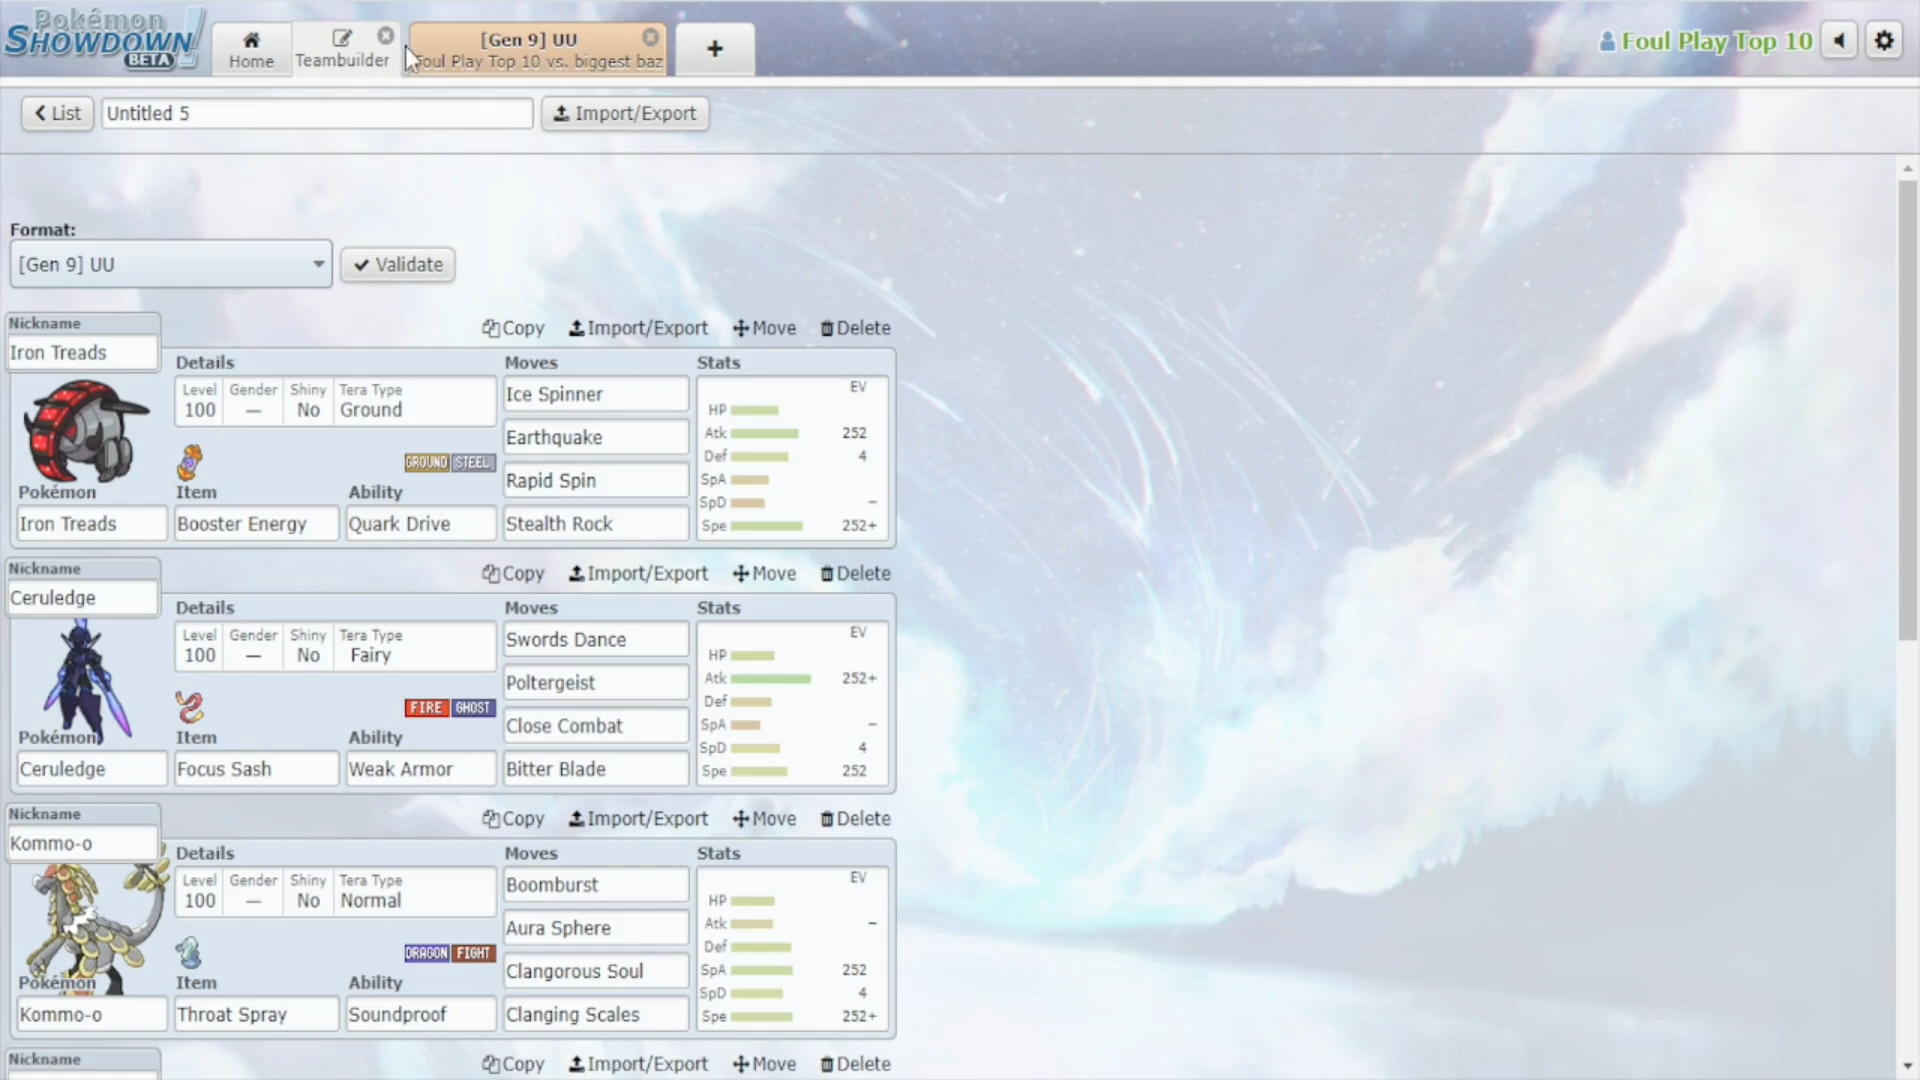 Pokémon
SHOWDOWN!
BETA
Home
Teambuilder
[Gen 9] UU
Foul Play Top 10 vs. biggest baz
+
Foul Play Top 10
List
Untitled 5
Import/Export
Format:
[Gen 9] UU
Validate
Nickname
Iron Treads
Copy Import/Export Move Delete
Details Moves Stats
Level Gender Shiny Tera Type
100 — No Ground
GROUND STEEL
Pokémon Item Ability
Iron Treads Booster Energy Quark Drive
Ice Spinner
Earthquake
Rapid Spin
Stealth Rock
EV
HP
Atk 252
Def 4
SpA
SpD –
Spe 252+
Nickname
Ceruledge
Copy Import/Export Move Delete
Details Moves Stats
Level Gender Shiny Tera Type
100 — No Fairy
FIRE GHOST
Pokémon Item Ability
Ceruledge Focus Sash Weak Armor
Swords Dance
Poltergeist
Close Combat
Bitter Blade
EV
HP
Atk 252+
Def
SpA –
SpD 4
Spe 252
Nickname
Kommo-o
Copy Import/Export Move Delete
Details Moves Stats
Level Gender Shiny Tera Type
100 — No Normal
DRAGON FIGHT
Pokémon Item Ability
Kommo-o Throat Spray Soundproof
Boomburst
Aura Sphere
Clangorous Soul
Clanging Scales
EV
HP
Atk –
Def
SpA 252
SpD 4
Spe 252+
Nickname
Copy Import/Export Move Delete